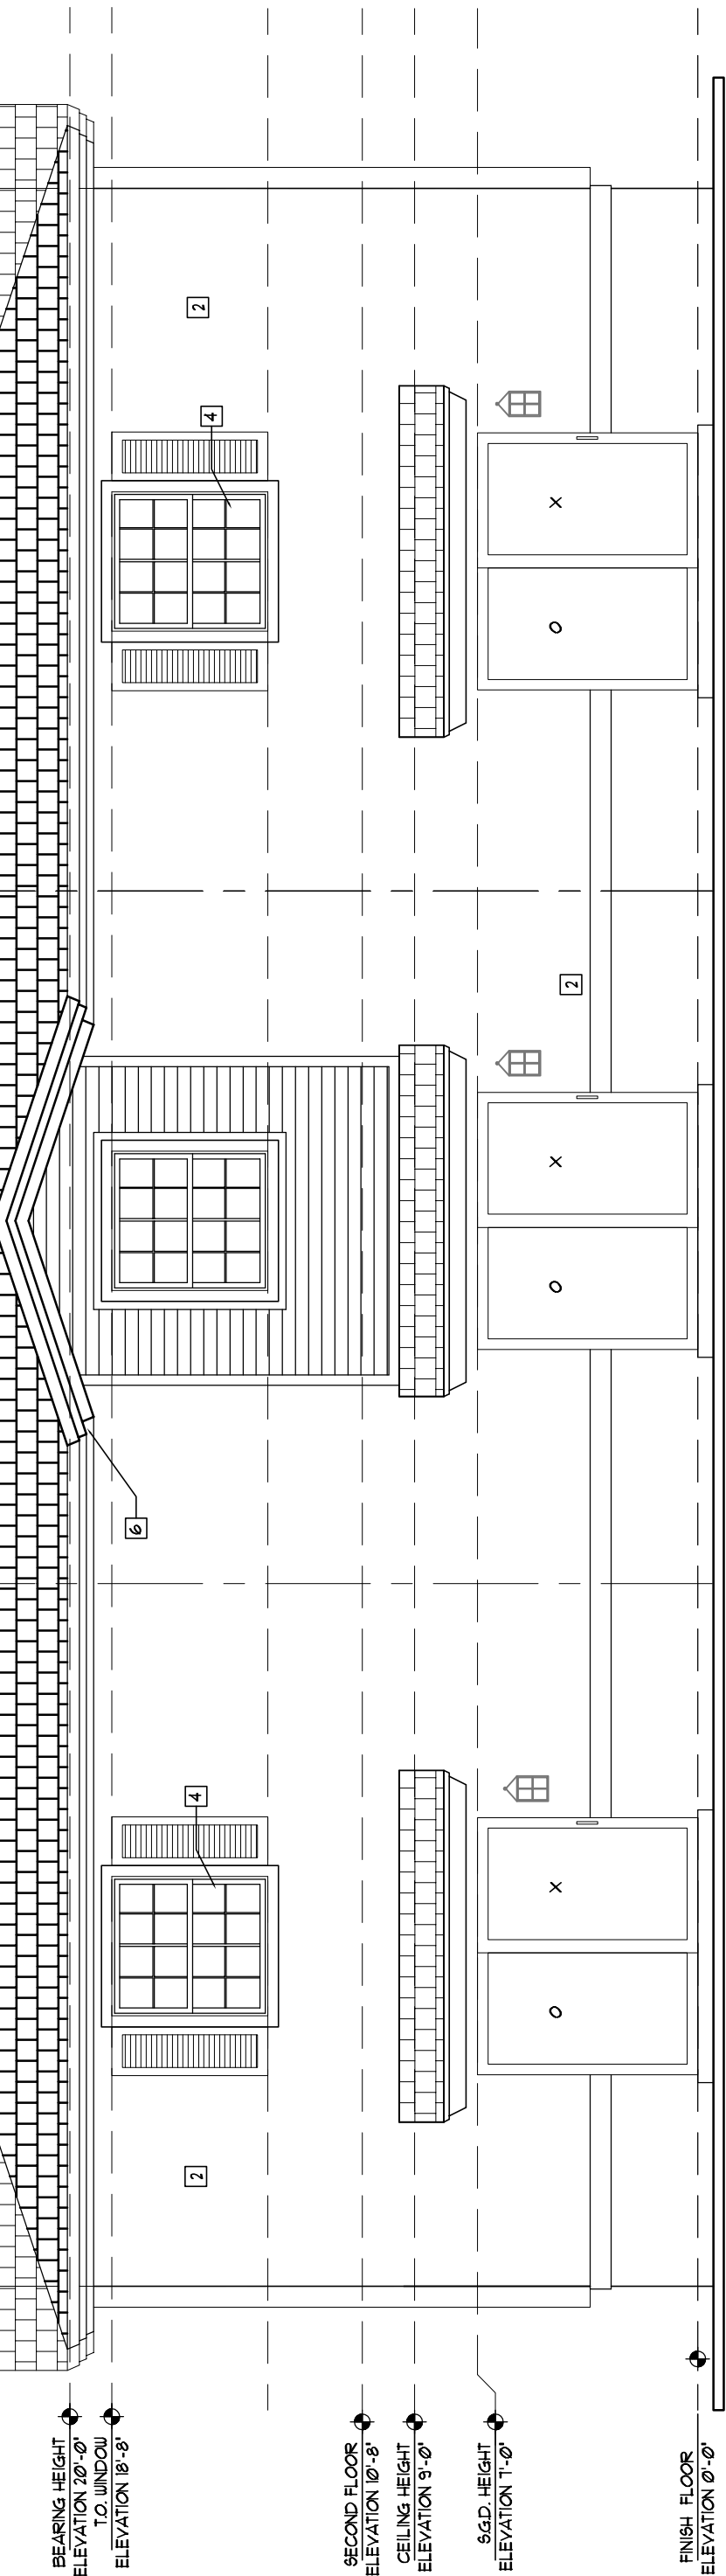 BEARING HEIGHT
ELEVATION 20'-0"
T.O. WINDOW
ELEVATION 18'-8"
SECOND FLOOR
ELEVATION 10'-8"
CEILING HEIGHT
ELEVATION 9'-0"
S.G.D. HEIGHT
ELEVATION 7'-0"
FINISH FLOOR
ELEVATION 0'-0"
6
2
4
4
2
2
O X
O X
O X